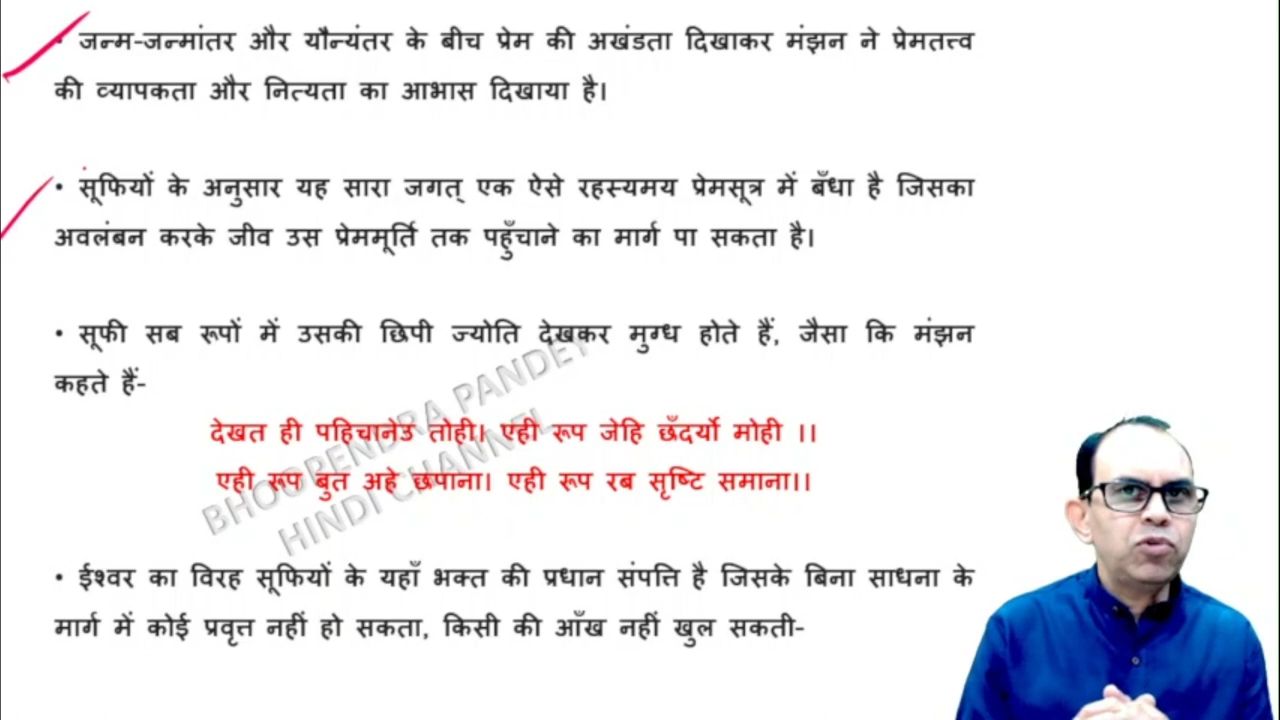 • जन्म-जन्मांतर और यौन्यंतर के बीच प्रेम की अखंडता दिखाकर मंझन ने प्रेमतत्त्व
की व्यापकता और नित्यता का आभास दिखाया है।
• सूफियों के अनुसार यह सारा जगत् एक ऐसे रहस्यमय प्रेमसूत्र में बँधा है जिसका
अवलंबन करके जीव उस प्रेममूर्ति तक पहुँचाने का मार्ग पा सकता है।
• सूफी सब रूपों में उसकी छिपी ज्योति देखकर मुग्ध होते हैं, जैसा कि मंझन
कहते हैं-
देखत ही पहिचानेउ तोही। एही रूप जेहि छँदर्यो मोही ।।
एही रूप बुत अहे छपाना। एही रूप रब सृष्टि समाना।।
BHOOPENDRA PANDEY
HINDI CHANNEL
• ईश्वर का विरह सूफियों के यहाँ भक्त की प्रधान संपत्ति है जिसके बिना साधना के
मार्ग में कोई प्रवृत्त नहीं हो सकता, किसी की आँख नहीं खुल सकती-